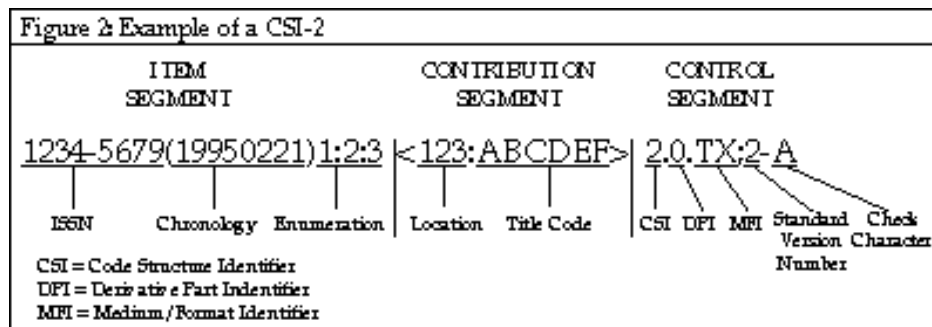 Figure 2: Example of a CSI-2
ITEM SEGMENT
CONTRIBUTION SEGMENT
CONTROL SEGMENT
1234-5679(19950221)1:2:3 <123:ABCDEF> 2.0.TX;2-A
ISSN Chronology Enumeration Location Title Code CSI DFI MFI Standard Version Number Check Character
CSI = Code Structure Identifier
DFI = Derivative Part Indentifier
MFI = Medium/Format Identifier